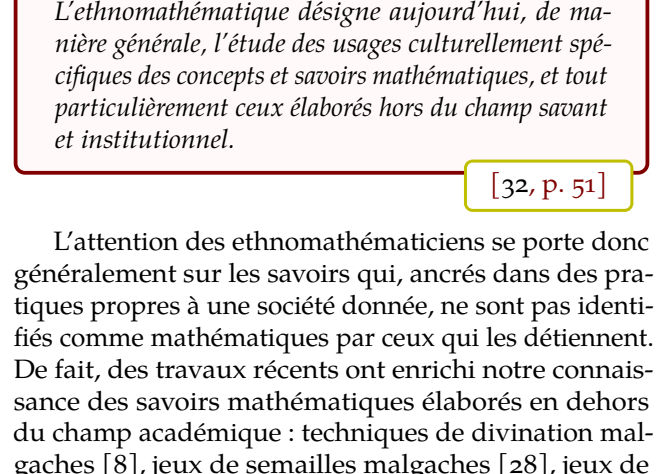 L'ethnomathématique désigne aujourd'hui, de ma-
nière générale, l'étude des usages culturellement spé-
cifiques des concepts et savoirs mathématiques, et tout
particulièrement ceux élaborés hors du champ savant
et institutionnel.
[32, p. 51]
L'attention des ethnomathématiciens se porte donc
généralement sur les savoirs qui, ancrés dans des pra-
tiques propres à une société donnée, ne sont pas identi-
fiés comme mathématiques par ceux qui les détiennent.
De fait, des travaux récents ont enrichi notre connais-
sance des savoirs mathématiques élaborés en dehors
du champ académique : techniques de divination mal-
gaches [8], jeux de semailles malgaches [28], jeux de